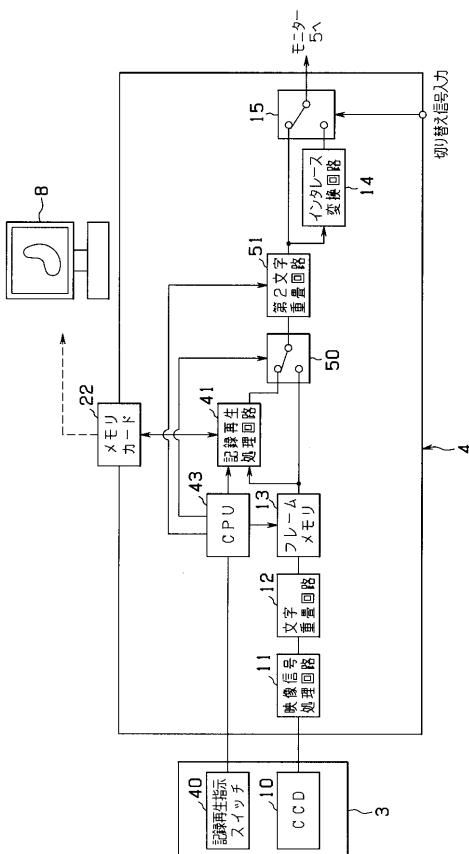 8
22
メモリ
カード
43
CPU
41
記録再生
処理回路
50
51
第2文字
重畳回路
15
モニター
5へ
インタレース
変換回路
14
切り替え信号入力
40
記録再生指示
スイッチ
10
CCD
3
11
映像信号
処理回路
12
文字
重畳回路
13
フレーム
メモリ
4